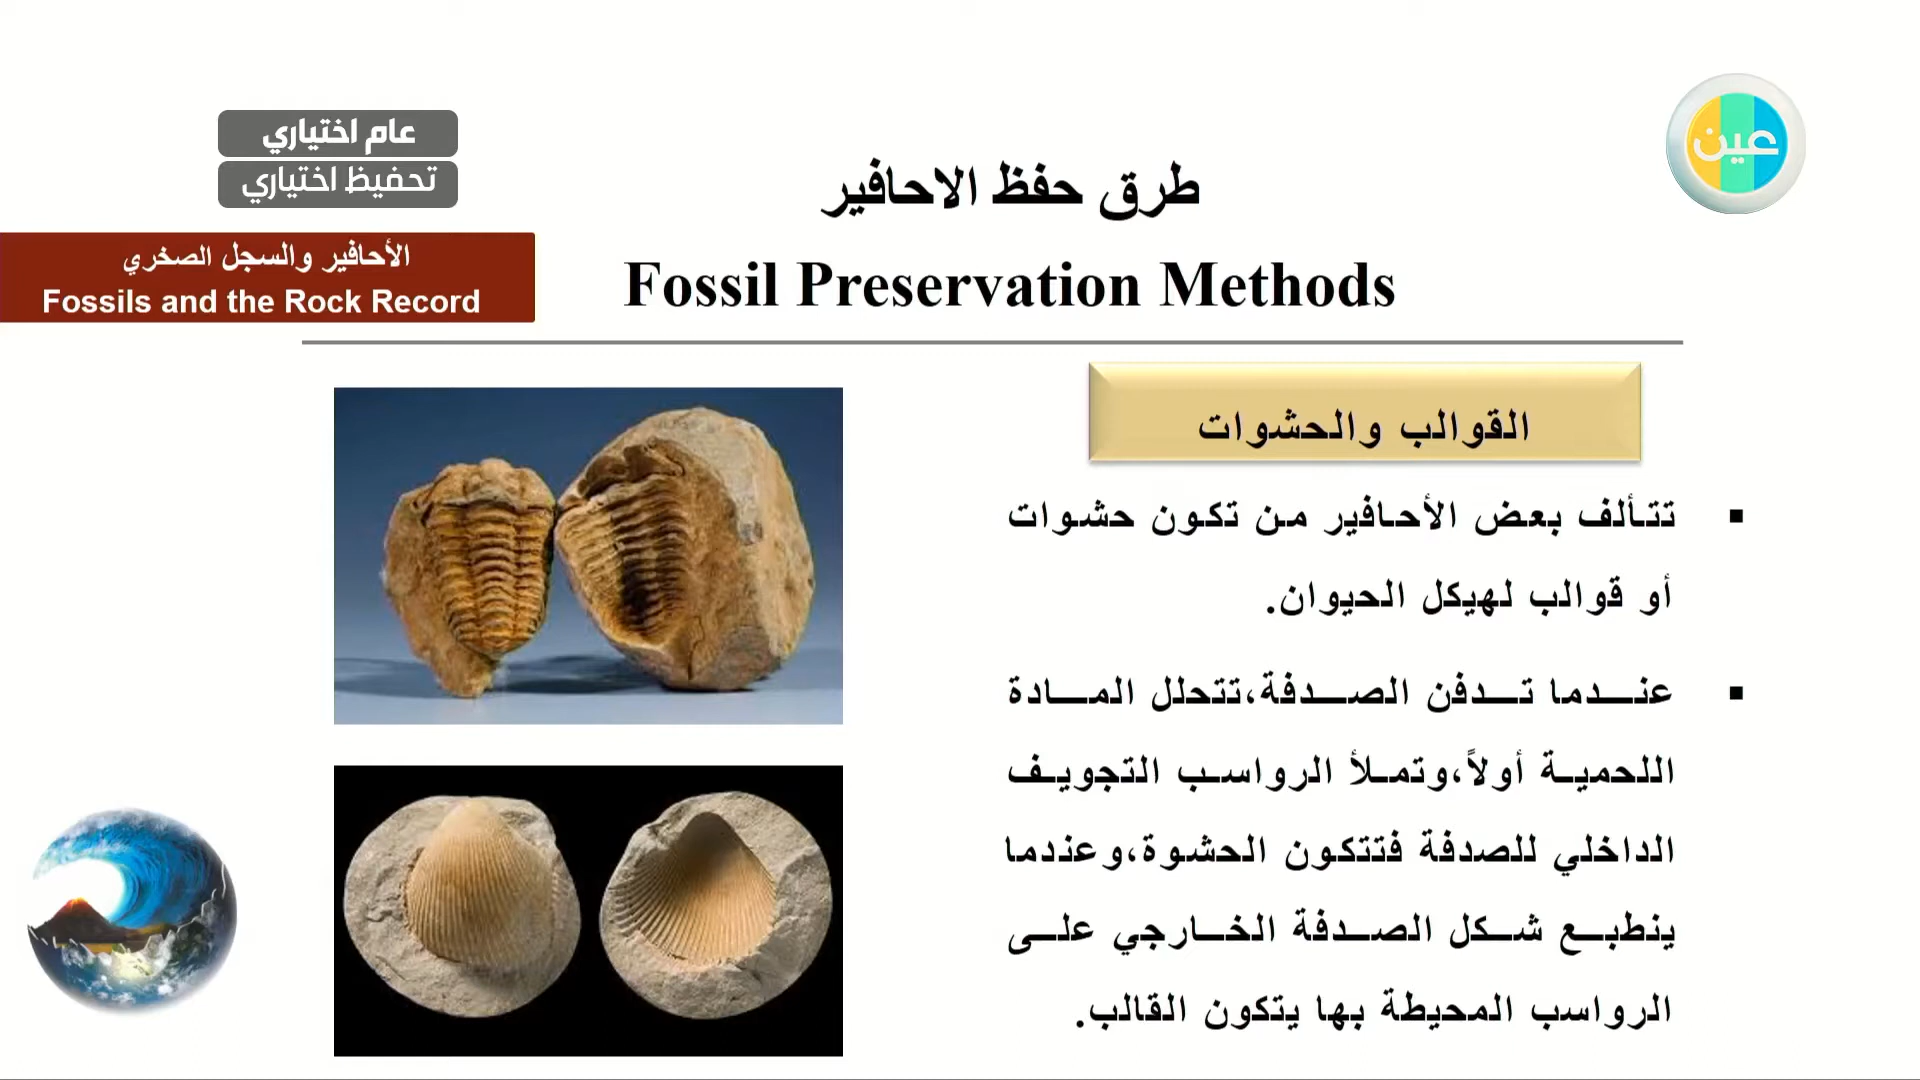 عين
عام اختياري
تحفيظ اختياري
طرق حفظ الاحافير
الأحافير والسجل الصخري
Fossils and the Rock Record
Fossil Preservation Methods
القوالب والحشوات
▪ تتألف بعض الأحافير من تكون حشوات
أو قوالب لهيكل الحيوان.
▪ عندما تدفن الصدفة،تتحلل المادة
اللحمية أولاً،وتملأ الرواسب التجويف
الداخلي للصدفة فتتكون الحشوة،وعندما
ينطبع شكل الصدفة الخارجي على
الرواسب المحيطة بها يتكون القالب.